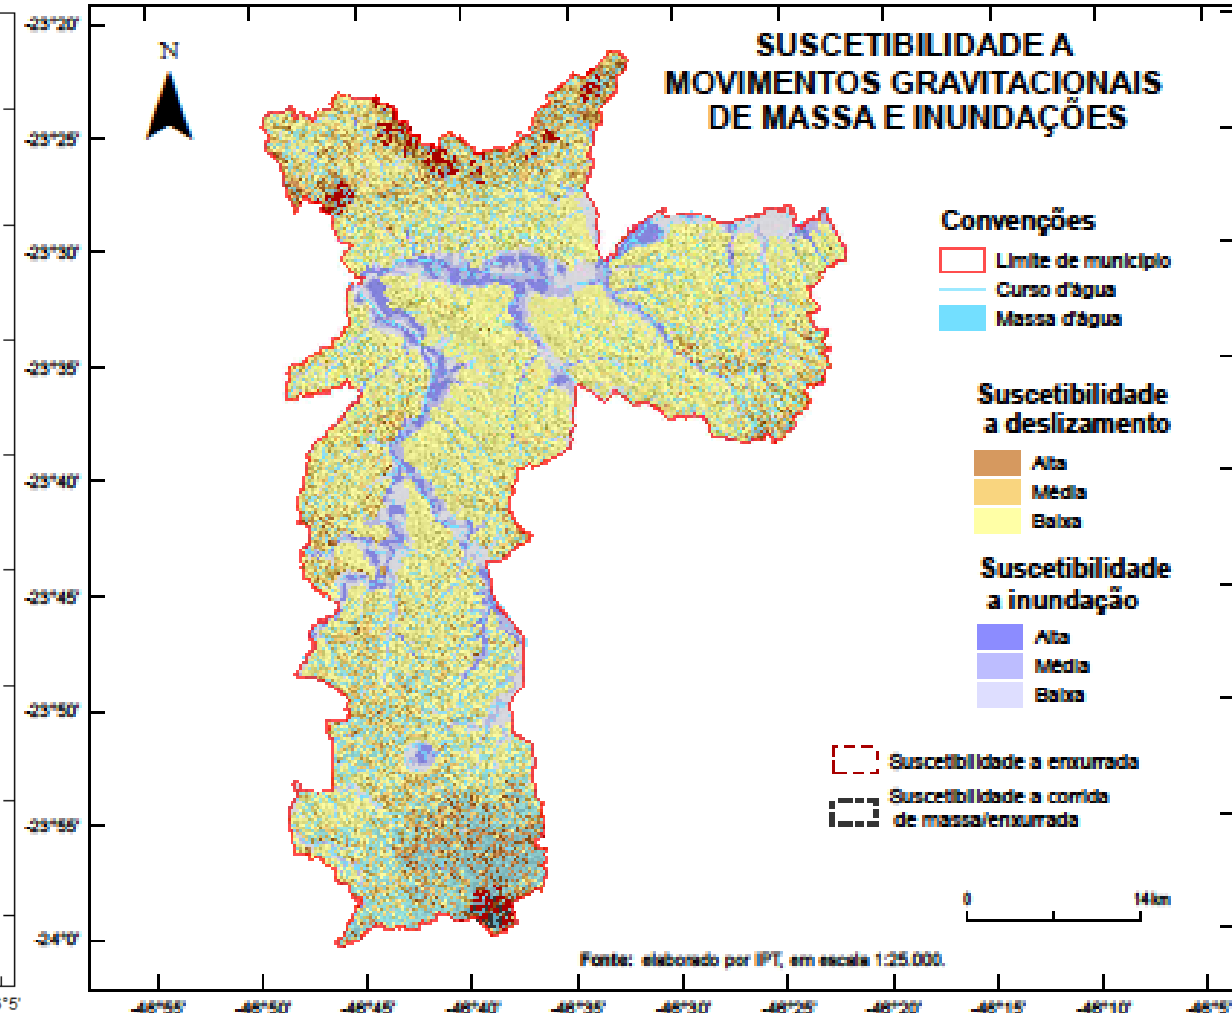 N
SUSCETIBILIDADE A
MOVIMENTOS GRAVITACIONAIS
DE MASSA E INUNDAÇÕES
-23°20'
-23°25'
-23°30'
-23°35'
-23°40'
-23°45'
-23°50'
-23°55'
-24°0'
Convenções
Limite de município
Curso d'água
Massa d'água
Suscetibilidade
a deslizamento
Alta
Média
Baixa
Suscetibilidade
a inundação
Alta
Média
Baixa
Suscetibilidade a enxurrada
Suscetibilidade a corrida
de massa/enxurrada
0 14km
Fonte: elaborado por IPT, em escala 1:25.000.
5°5' -46°55' -46°50' -46°45' -46°40' -46°35' -46°30' -46°25' -46°20' -46°15' -46°10' -46°5'